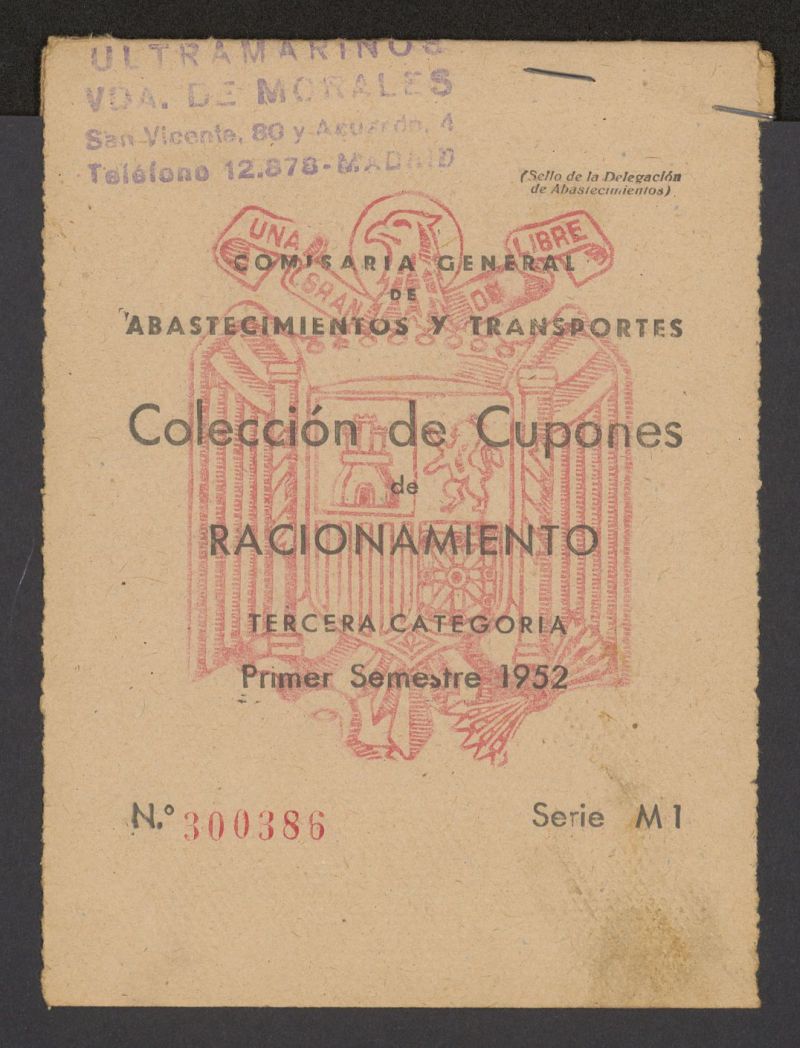 ULTRAMARINOS
VDA. DE MORALES
San Vicente, 80 y Acuerdo, 4
Teléfono 12.878-MADRID
(Sello de la Delegación
de Abastecimientos)
UNA GRANDE LIBRE
COMISARIA GENERAL
DE
ABASTECIMIENTOS Y TRANSPORTES
Colección de Cupones
de
RACIONAMIENTO
TERCERA CATEGORIA
Primer Semestre 1952
N.º 300386
Serie M 1